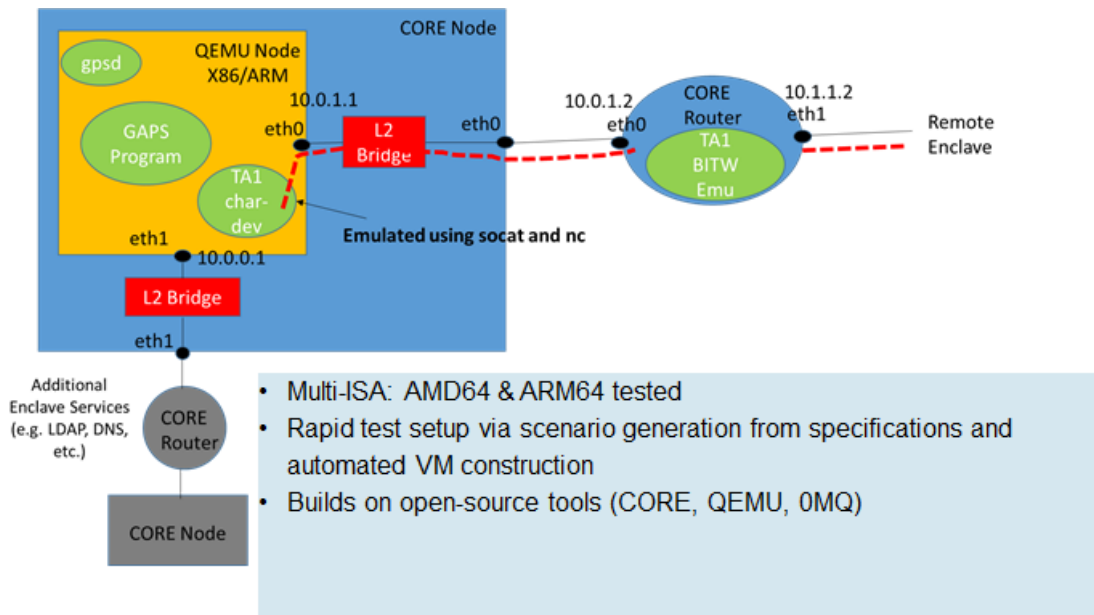 CORE Node
QEMU Node
X86/ARM
gpsd
GAPS
Program
TA1
char-
dev
10.0.1.1
eth0
L2
Bridge
eth0
10.0.1.2
eth0
CORE
Router
TA1
BITW
Emu
10.1.1.2
eth1
Remote
Enclave
Emulated using socat and nc
eth1
10.0.0.1
L2 Bridge
eth1
Additional
Enclave Services
(e.g. LDAP, DNS,
etc.)
CORE
Router
CORE Node
• Multi-ISA: AMD64 & ARM64 tested
• Rapid test setup via scenario generation from specifications and
automated VM construction
• Builds on open-source tools (CORE, QEMU, 0MQ)